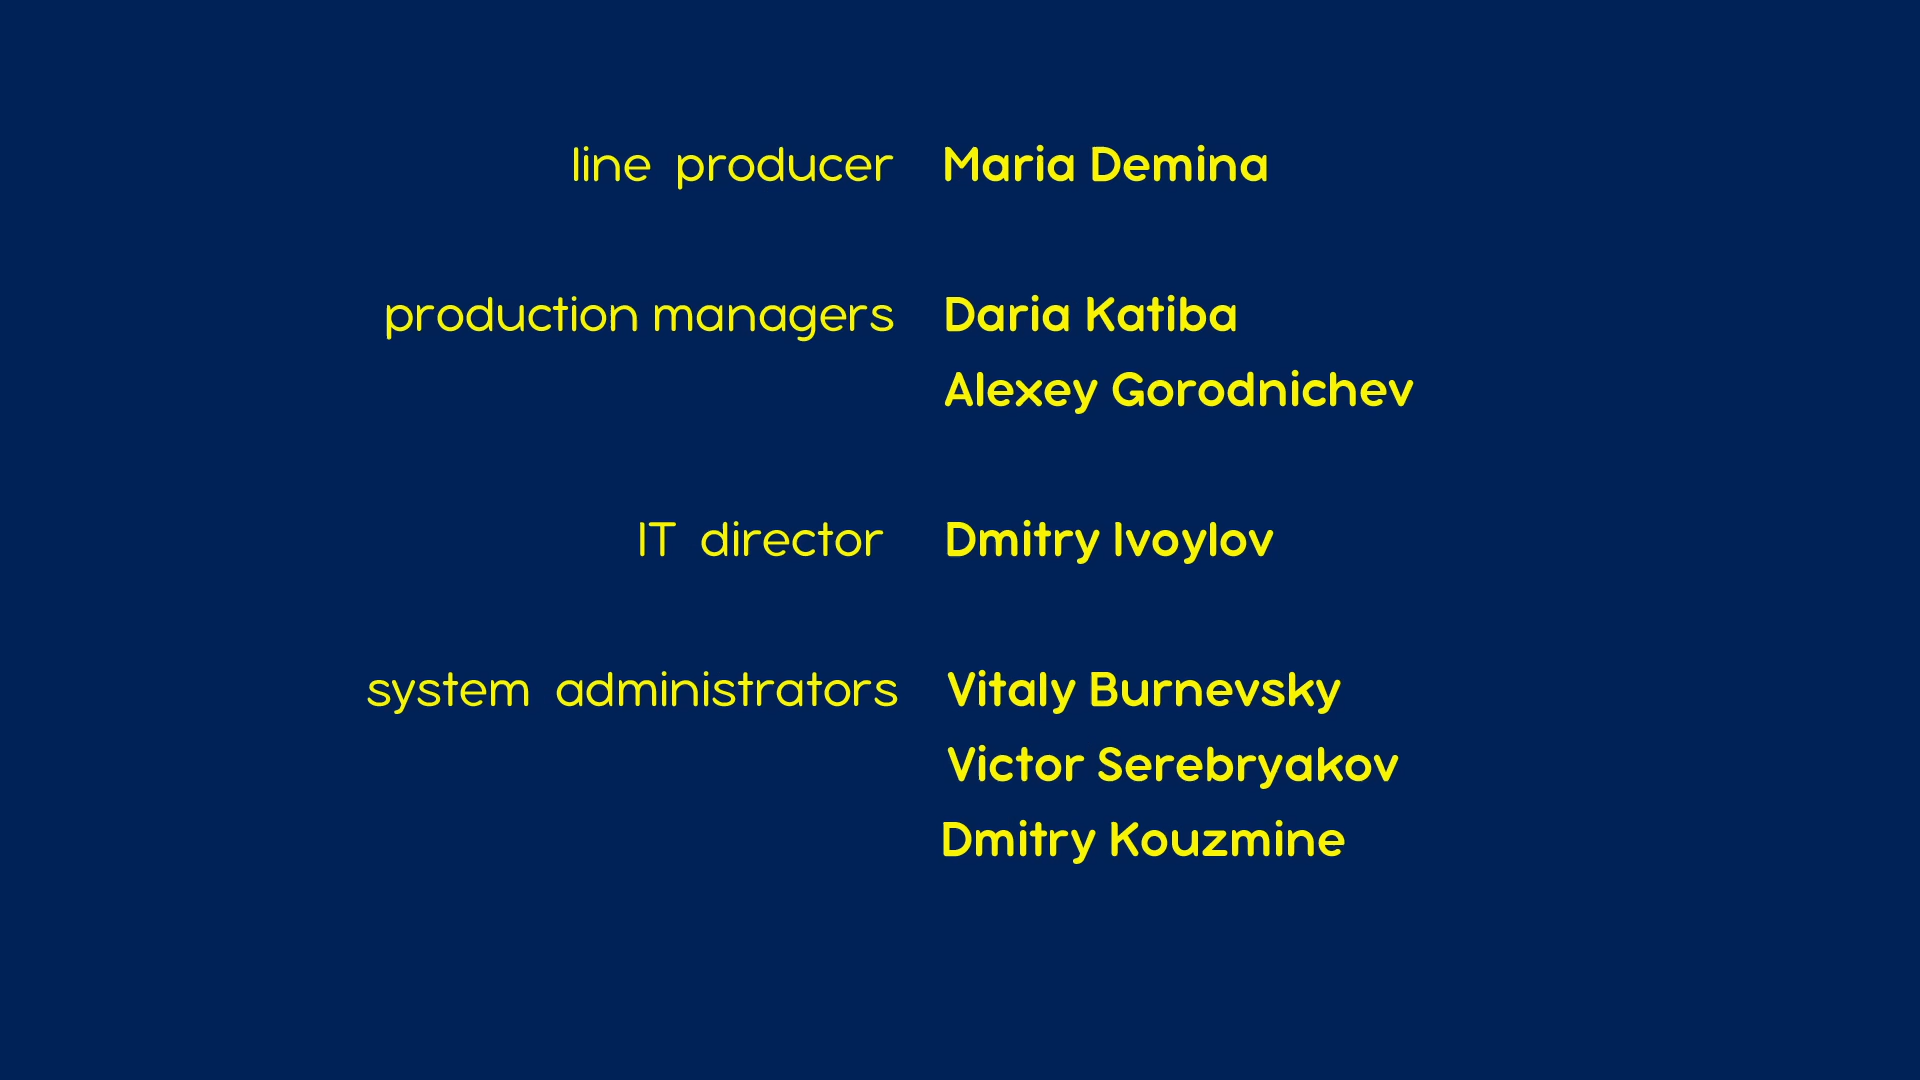 line producer Maria Demina
production managers Daria Katiba
Alexey Gorodnichev
IT director Dmitry Ivoylov
system administrators Vitaly Burnevsky
Victor Serebryakov
Dmitry Kouzmine